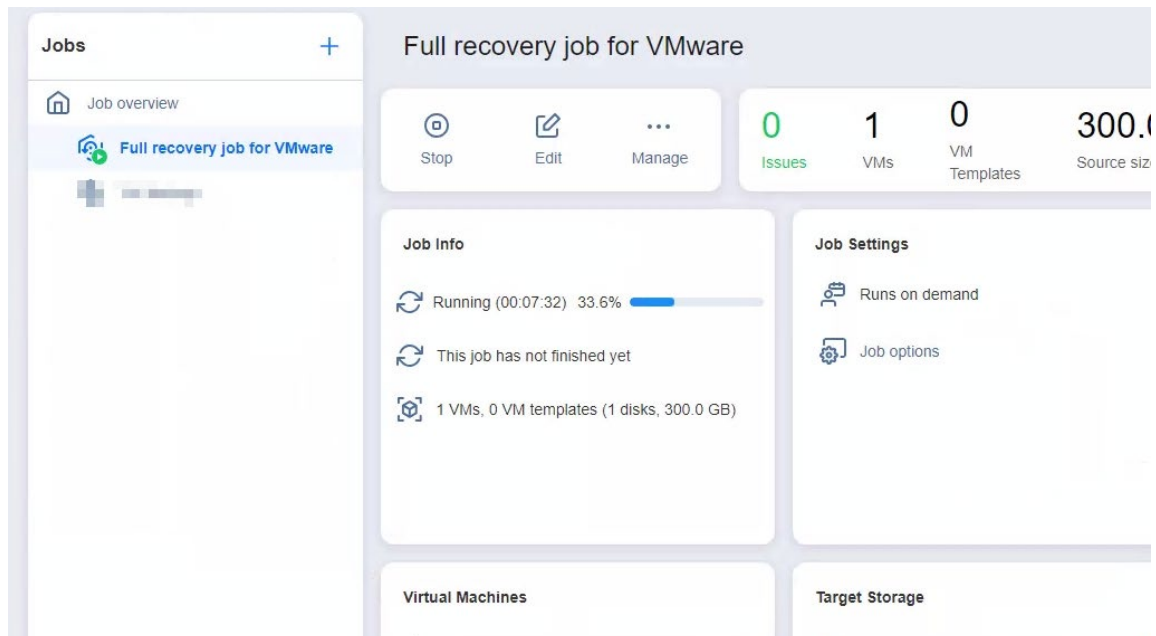 Jobs
Job overview
Full recovery job for VMware
Full recovery job for VMware
Stop
Edit
Manage
0
Issues
1
VMs
0
VM
Templates
300.
Source
Job Info
Running (00:07:32) 33.6%
This job has not finished yet
1 VMs, 0 VM templates (1 disks, 300.0 GB)
Job Settings
Runs on demand
Job options
Virtual Machines
Target Storage